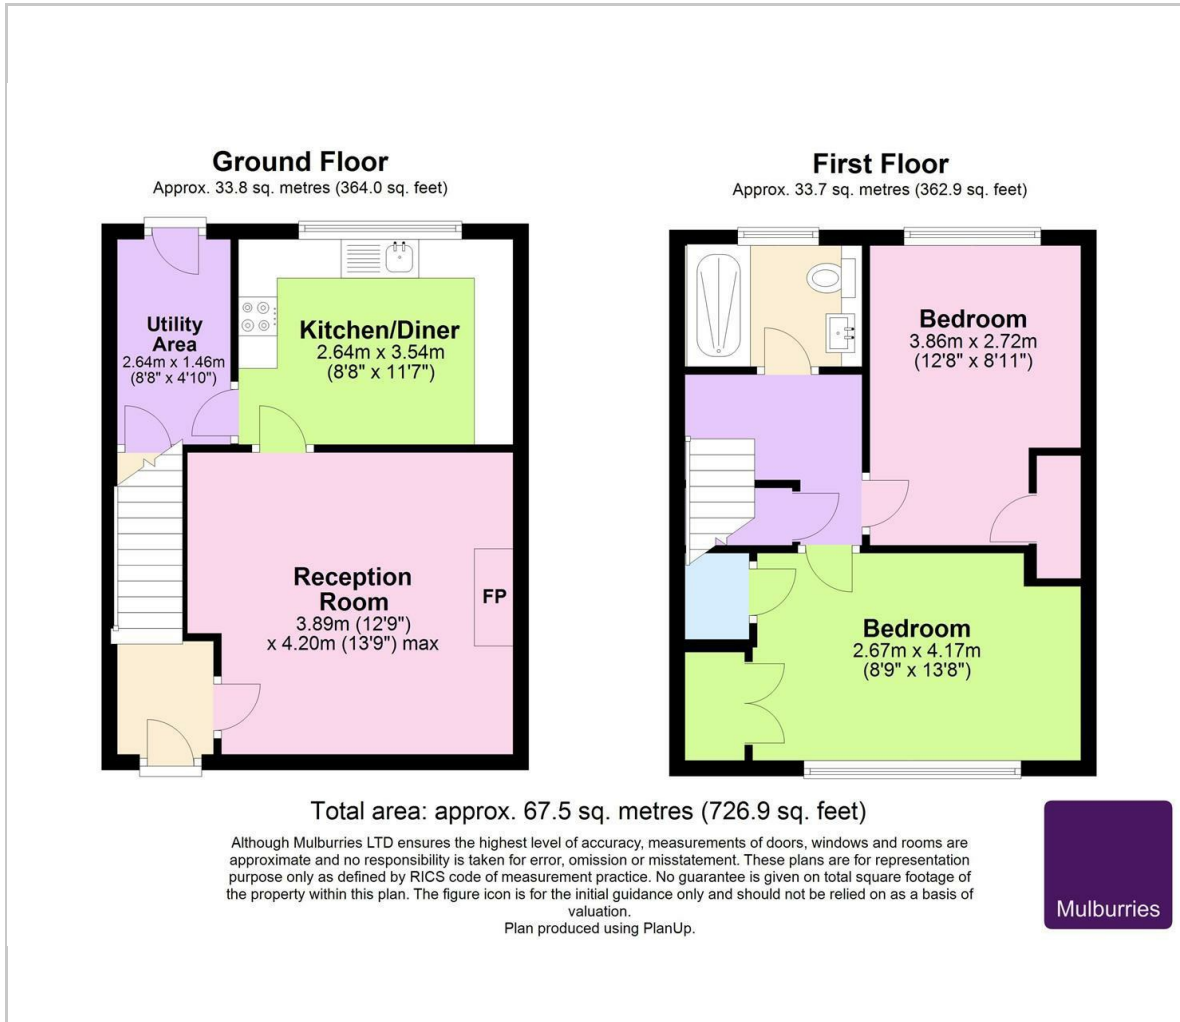 Ground Floor
Approx. 33.8 sq. metres (364.0 sq. feet)
Utility
Area
2.64m x 1.46m
(8'8" x 4'10")
Kitchen/Diner
2.64m x 3.54m
(8'8" x 11'7")
Reception
Room
3.89m (12'9")
x 4.20m (13'9") max
FP
First Floor
Approx. 33.7 sq. metres (362.9 sq. feet)
Bedroom
3.86m x 2.72m
(12'8" x 8'11")
Bedroom
2.67m x 4.17m
(8'9" x 13'8")
Total area: approx. 67.5 sq. metres (726.9 sq. feet)
Although Mulburries LTD ensures the highest level of accuracy, measurements of doors, windows and rooms are
approximate and no responsibility is taken for error, omission or misstatement. These plans are for representation
purpose only as defined by RICS code of measurement practice. No guarantee is given on total square footage of
the property within this plan. The figure icon is for the initial guidance only and should not be relied on as a basis of
valuation.
Plan produced using PlanUp.
Mulburries